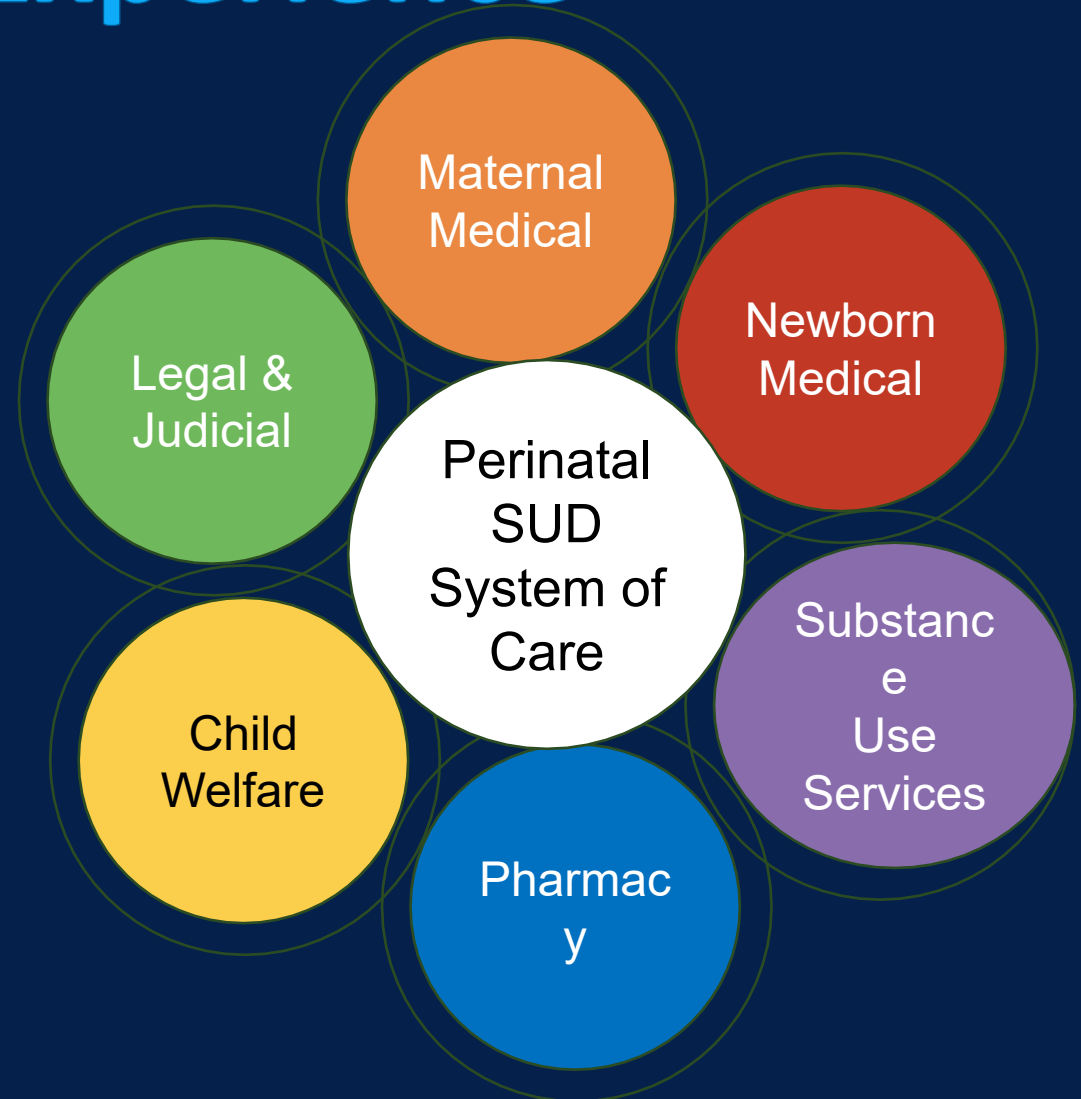 Maternal
Medical
Newborn
Medical
Legal &
Judicial
Perinatal
SUD
System of
Care
Substanc
e
Use
Services
Child
Welfare
Pharmac
y